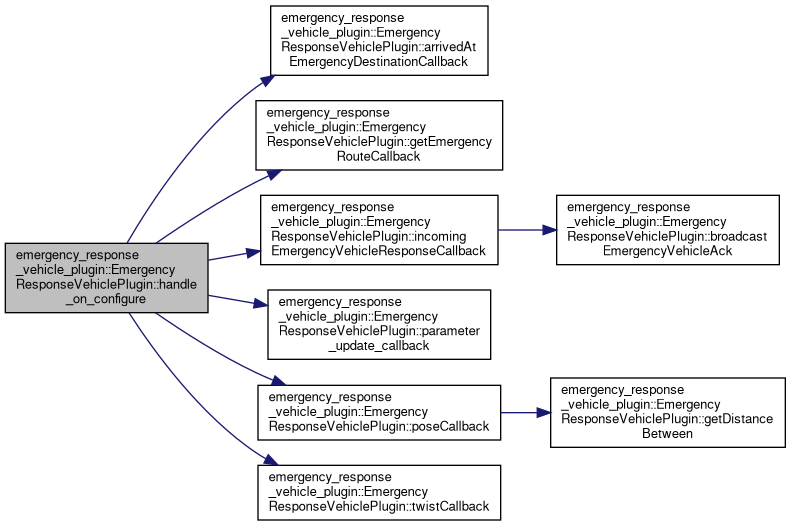 emergency_response
_vehicle_plugin::Emergency
ResponseVehiclePlugin::arrivedAt
EmergencyDestinationCallback
emergency_response
_vehicle_plugin::Emergency
ResponseVehiclePlugin::getEmergency
RouteCallback
emergency_response
_vehicle_plugin::Emergency
ResponseVehiclePlugin::incoming
EmergencyVehicleResponseCallback
emergency_response
_vehicle_plugin::Emergency
ResponseVehiclePlugin::broadcast
EmergencyVehicleAck
emergency_response
_vehicle_plugin::Emergency
ResponseVehiclePlugin::handle
_on_configure
emergency_response
_vehicle_plugin::Emergency
ResponseVehiclePlugin::parameter
_update_callback
emergency_response
_vehicle_plugin::Emergency
ResponseVehiclePlugin::poseCallback
emergency_response
_vehicle_plugin::Emergency
ResponseVehiclePlugin::getDistance
Between
emergency_response
_vehicle_plugin::Emergency
ResponseVehiclePlugin::twistCallback